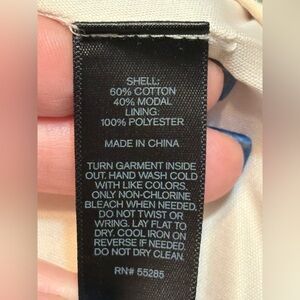 SHELL:
60% COTTON
40% MODAL
LINING:
100% POLYESTER
MADE IN CHINA
TURN GARMENT INSIDE
OUT. HAND WASH COLD
WITH LIKE COLORS.
ONLY NON-CHLORINE
BLEACH WHEN NEEDED.
DO NOT TWIST OR
WRING. LAY FLAT TO
DRY. COOL IRON ON
REVERSE IF NEEDED.
DO NOT DRY CLEAN.
RN# 55285